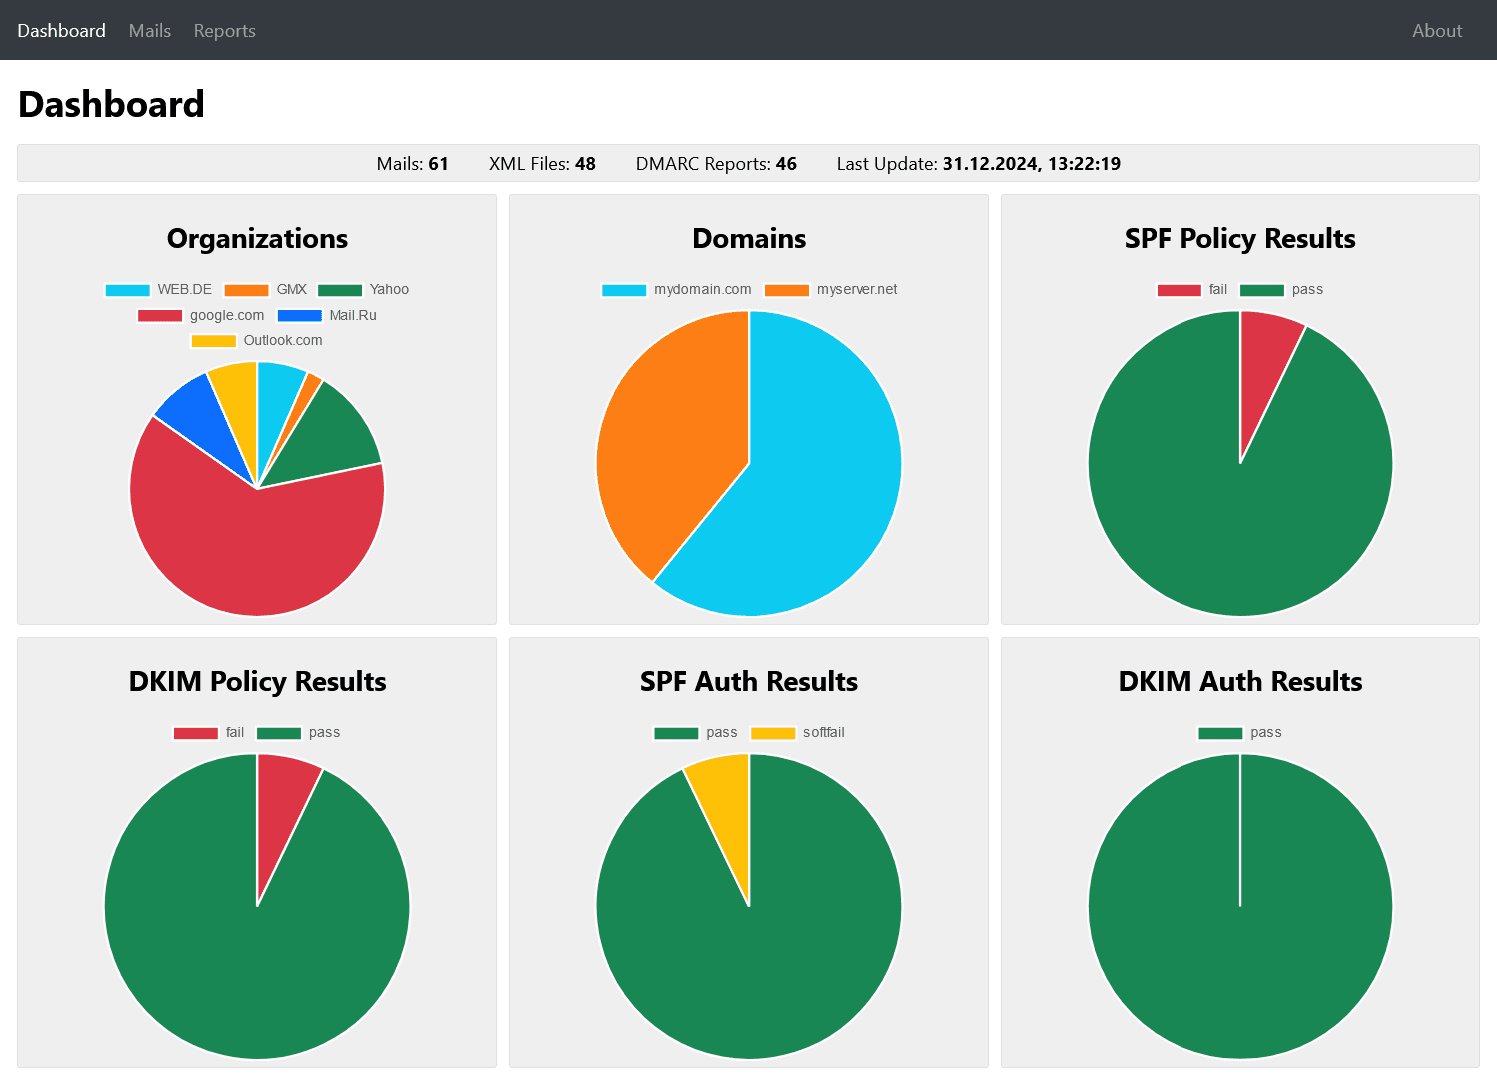 Dashboard Mails Reports About
Dashboard
Mails: 61 XML Files: 48 DMARC Reports: 46 Last Update: 31.12.2024, 13:22:19
Organizations
WEB.DE GMX Yahoo
google.com Mail.Ru
Outlook.com
Domains
mydomain.com myserver.net
SPF Policy Results
fail pass
DKIM Policy Results
fail pass
SPF Auth Results
pass softfail
DKIM Auth Results
pass